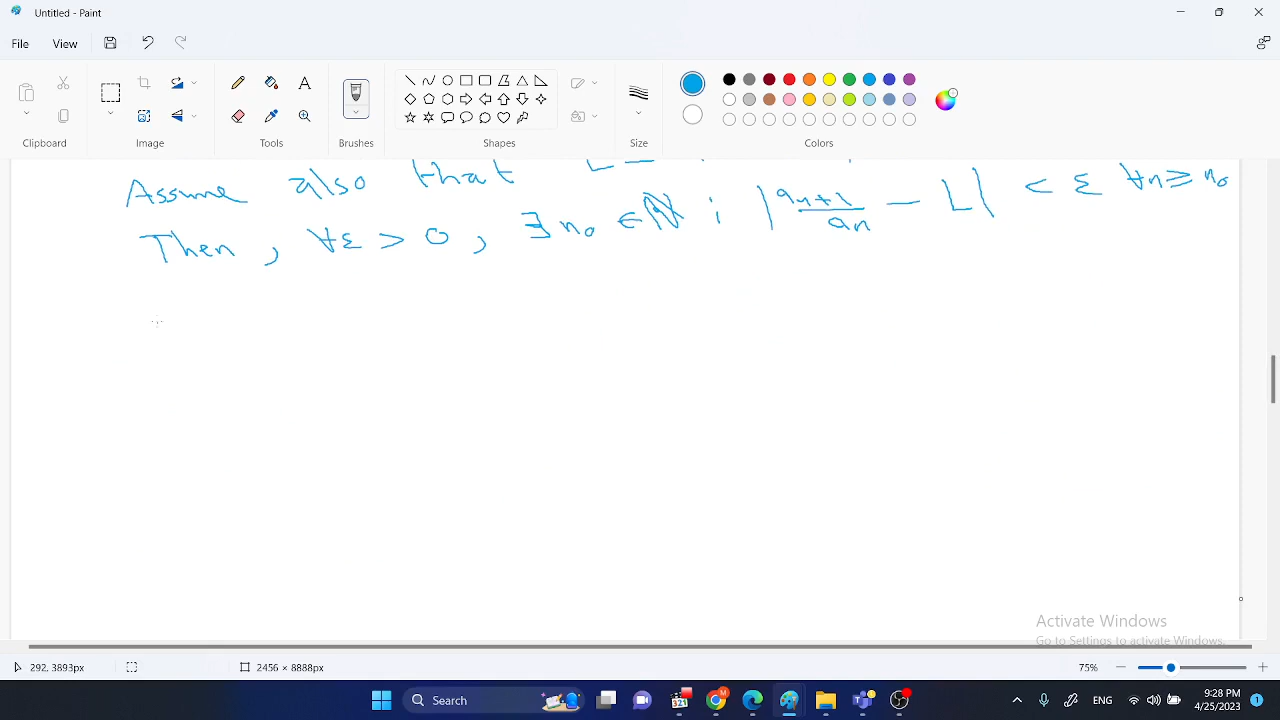 Untitled - Paint
File View
Clipboard Image Tools Brushes Shapes Size Colors
Assume also that
Then, ∀ε > 0, ∃ n₀ ∈ ℕ : |aₙ₊₁/aₙ - L| < ε ∀n ≥ n₀
Activate Windows
Go to Settings to activate Windows.
292, 3893px 2456 × 8888px 75%
Search 321 M ENG 9:28 PM
4/25/2023 1